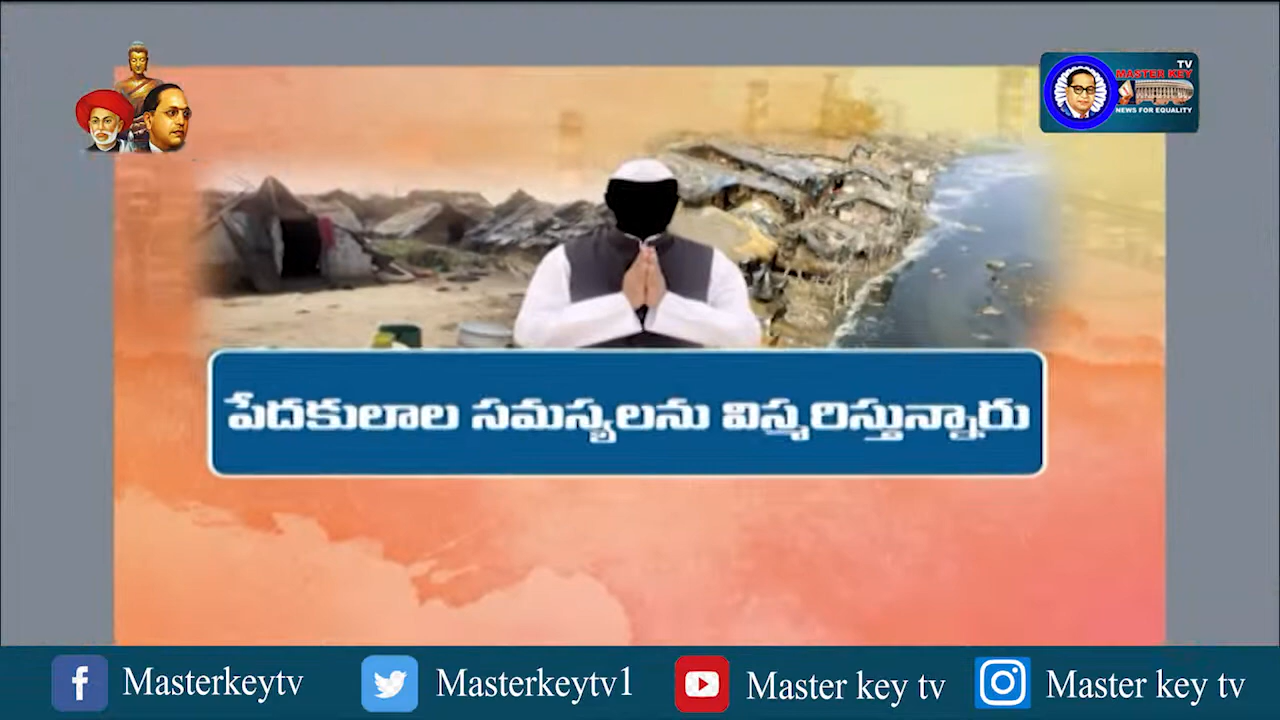 TV
MASTER KEY
NEWS FOR EQUALITY
పేదకులాల సమస్యలను విస్మరిస్తున్నారు
Masterkeytv
Masterkeytv1
Master key tv
Master key tv